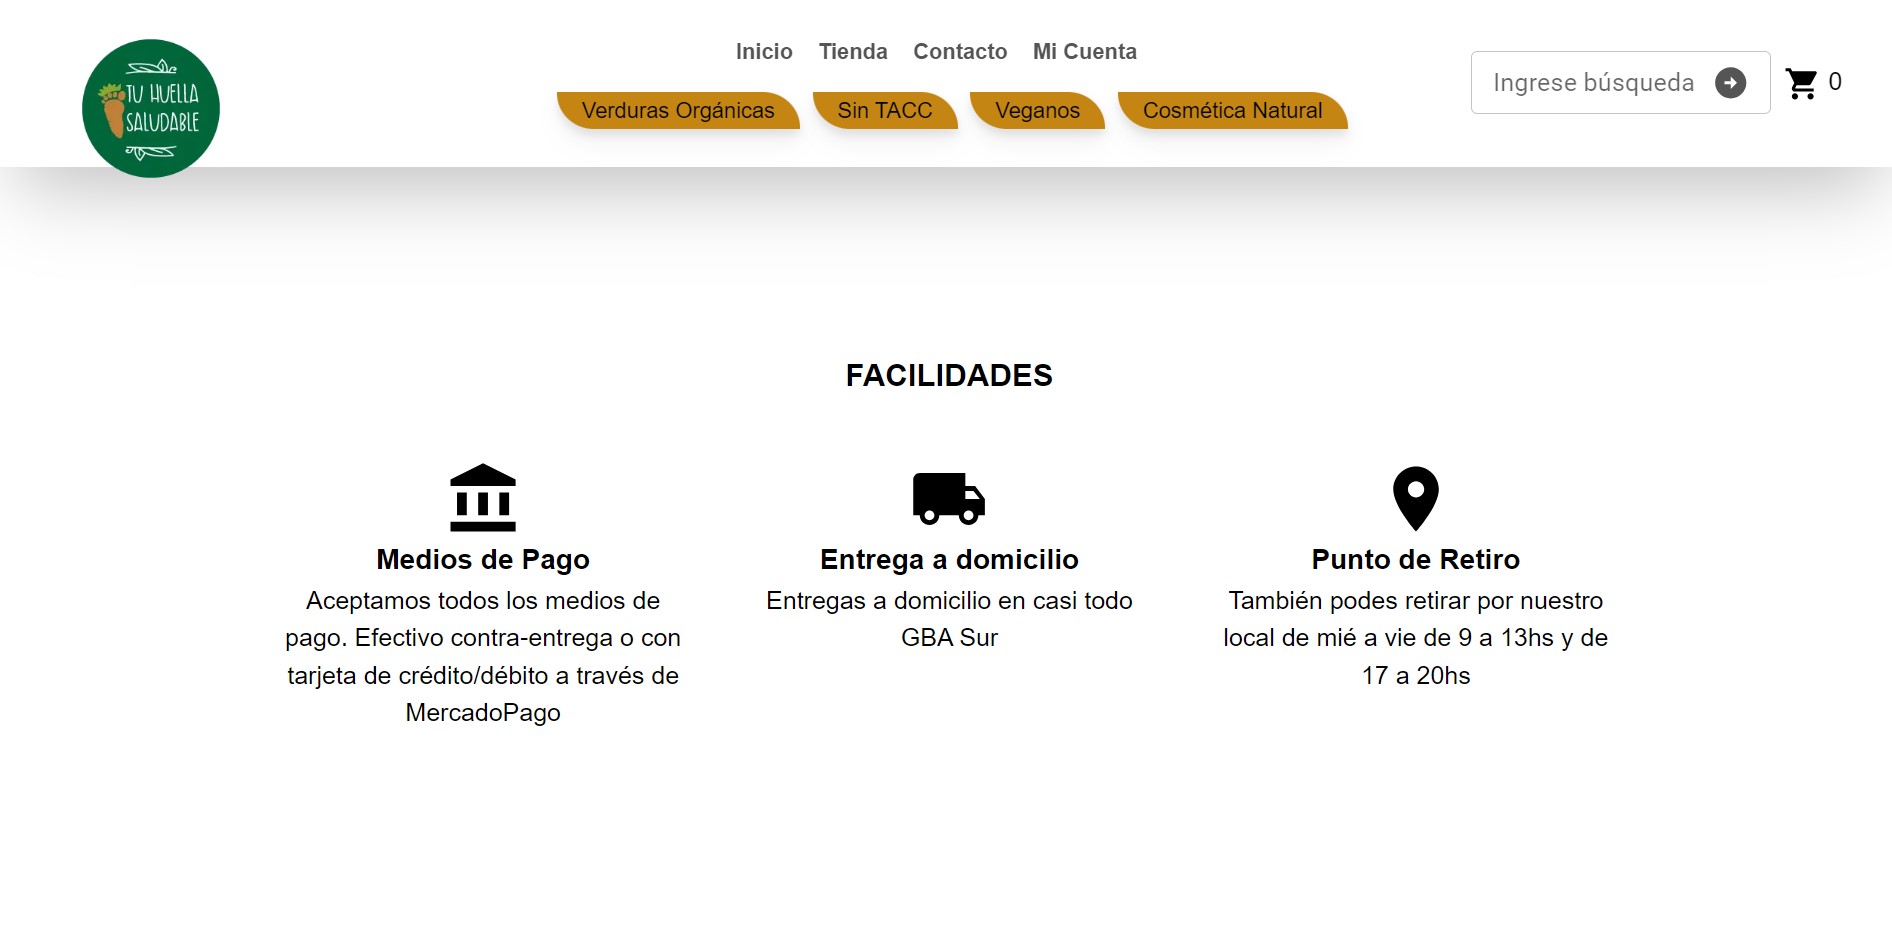 TU HUELLA
SALUDABLE
Inicio Tienda Contacto Mi Cuenta
Verduras Orgánicas Sin TACC Veganos Cosmética Natural
Ingrese búsqueda
0
FACILIDADES
Medios de Pago
Aceptamos todos los medios de
pago. Efectivo contra-entrega o con
tarjeta de crédito/débito a través de
MercadoPago
Entrega a domicilio
Entregas a domicilio en casi todo
GBA Sur
Punto de Retiro
También podes retirar por nuestro
local de mié a vie de 9 a 13hs y de
17 a 20hs